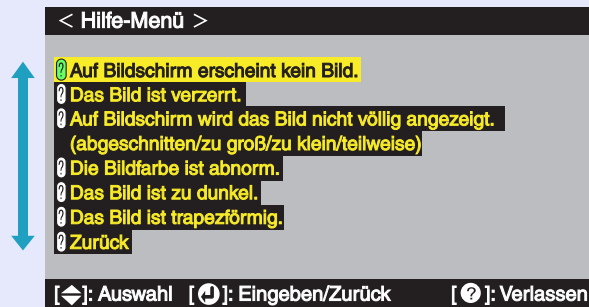 < Hilfe-Menü >
? Auf Bildschirm erscheint kein Bild.
? Das Bild ist verzerrt.
? Auf Bildschirm wird das Bild nicht völlig angezeigt.
(abgeschnitten/zu groß/zu klein/teilweise)
? Die Bildfarbe ist abnorm.
? Das Bild ist zu dunkel.
? Das Bild ist trapezförmig.
? Zurück
[◆]: Auswahl [⏎]: Eingeben/Zurück [?]: Verlassen